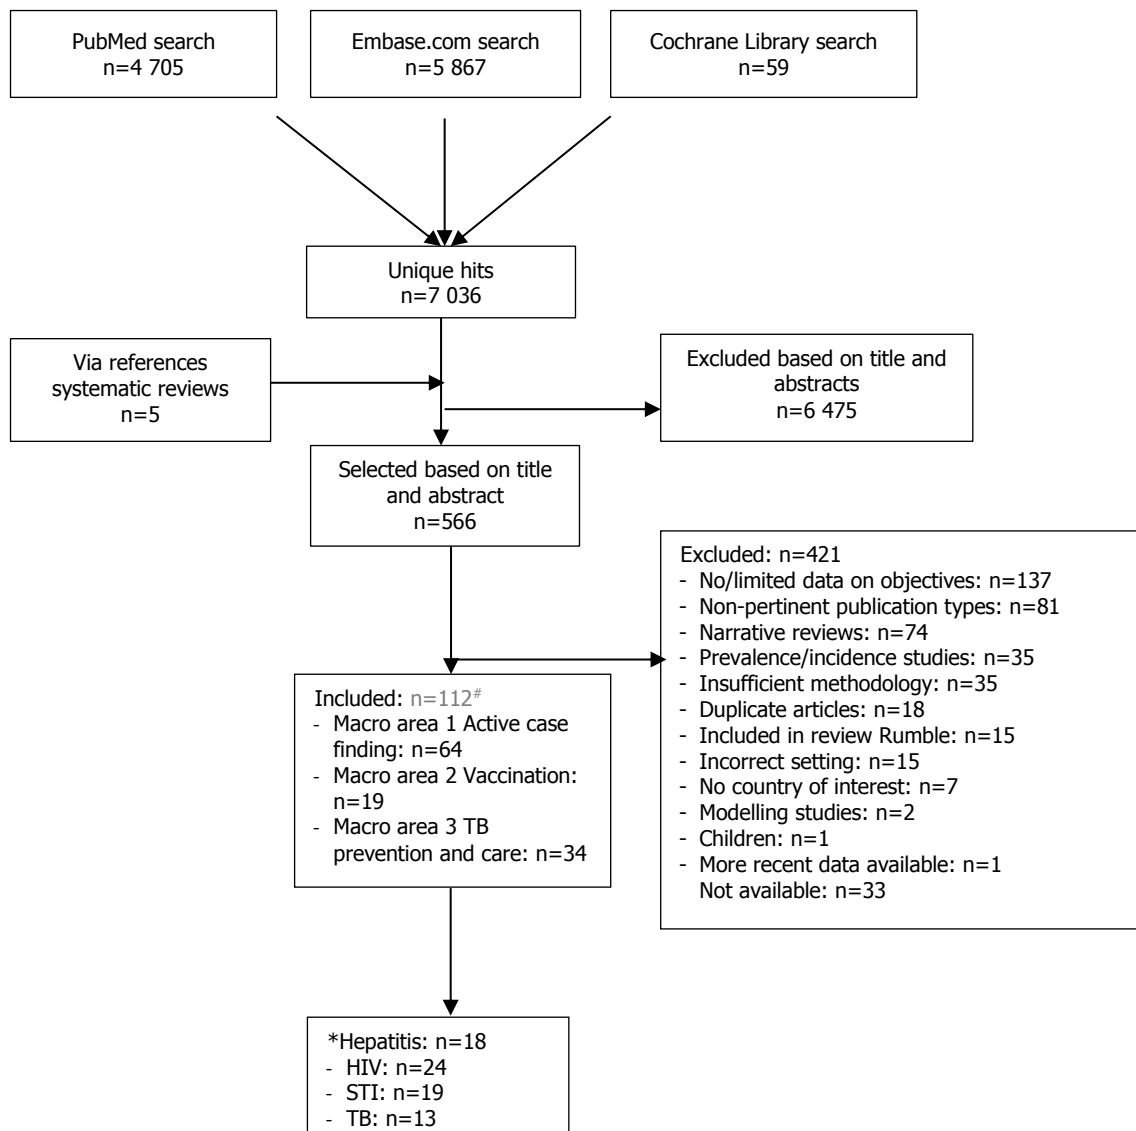 PubMed search
n=4 705
Embase.com search
n=5 867
Cochrane Library search
n=59
Unique hits
n=7 036
Via references
systematic reviews
n=5
Excluded based on title and
abstracts
n=6 475
Selected based on title
and abstract
n=566
Excluded: n=421
- No/limited data on objectives: n=137
- Non-pertinent publication types: n=81
- Narrative reviews: n=74
- Prevalence/incidence studies: n=35
- Insufficient methodology: n=35
- Duplicate articles: n=18
- Included in review Rumble: n=15
- Incorrect setting: n=15
- No country of interest: n=7
- Modelling studies: n=2
- Children: n=1
- More recent data available: n=1
Not available: n=33
Included: n=112#
- Macro area 1 Active case
finding: n=64
- Macro area 2 Vaccination:
n=19
- Macro area 3 TB
prevention and care: n=34
*Hepatitis: n=18
- HIV: n=24
- STI: n=19
- TB: n=13